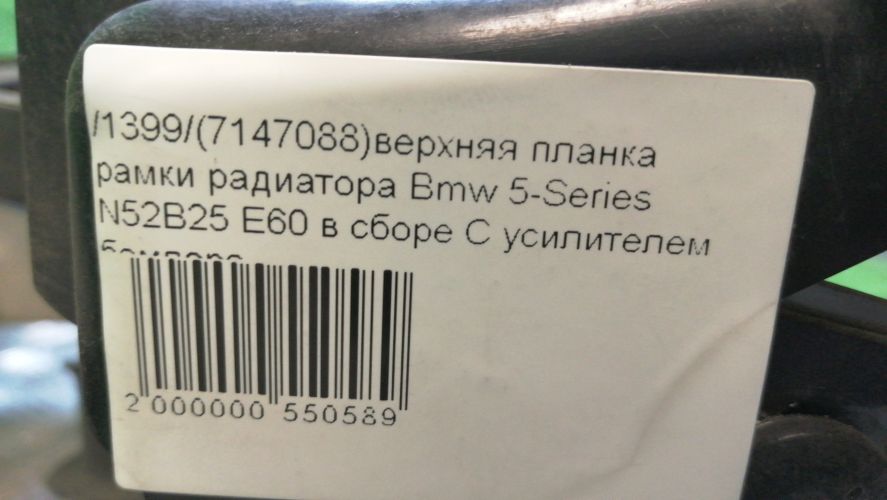 /1399/(7147088)верхняя планка
рамки радиатора Bmw 5-Series
N52B25 E60 в сборе С усилителем
2 000000 550589